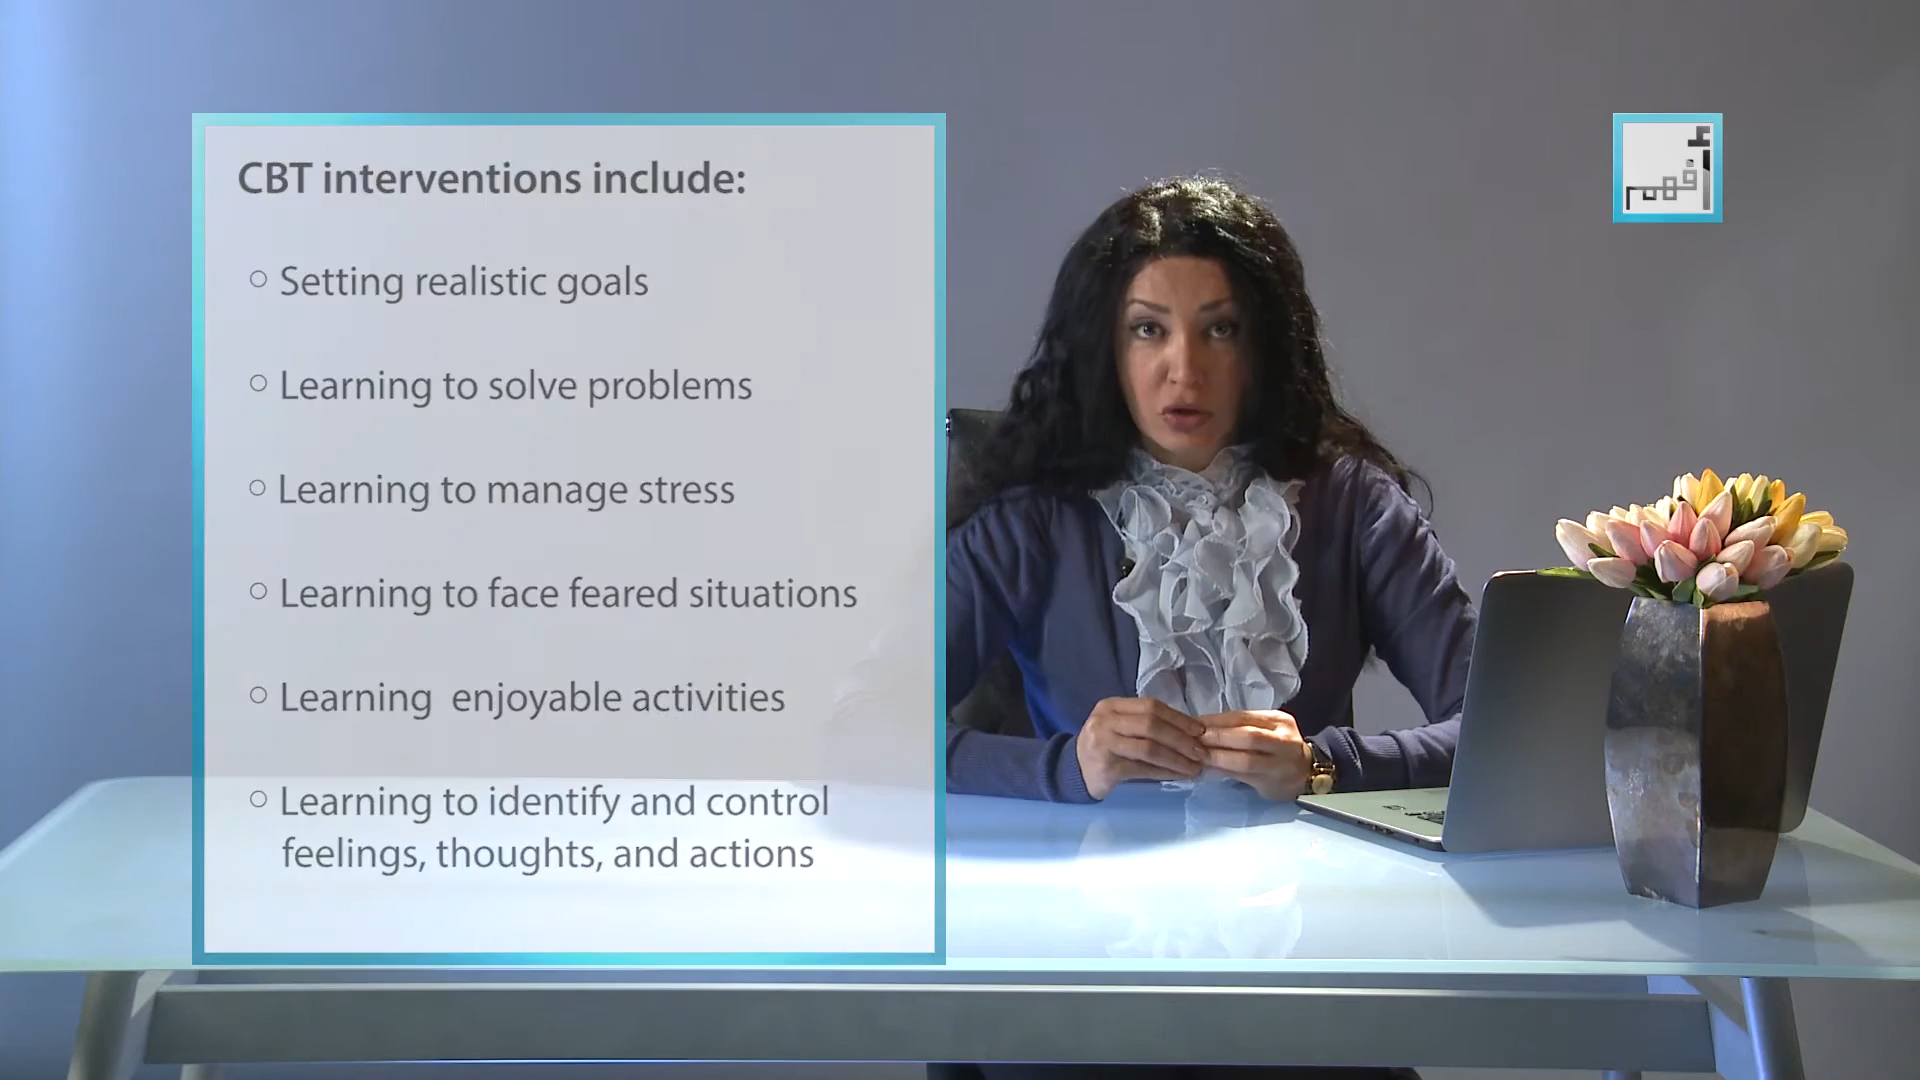 CBT interventions include:
○ Setting realistic goals
○ Learning to solve problems
○ Learning to manage stress
○ Learning to face feared situations
○ Learning  enjoyable activities
○ Learning to identify and control
feelings, thoughts, and actions
أفهم